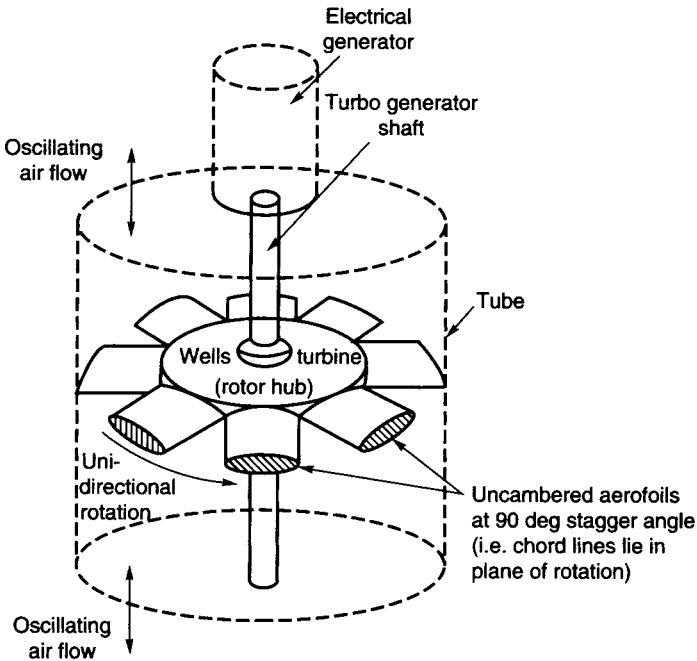 Electrical
generator
Turbo generator
shaft
Oscillating
air flow
Tube
Wells turbine
(rotor hub)
Uni-
directional
rotation
Uncambered aerofoils
at 90 deg stagger angle
(i.e. chord lines lie in
plane of rotation)
Oscillating
air flow